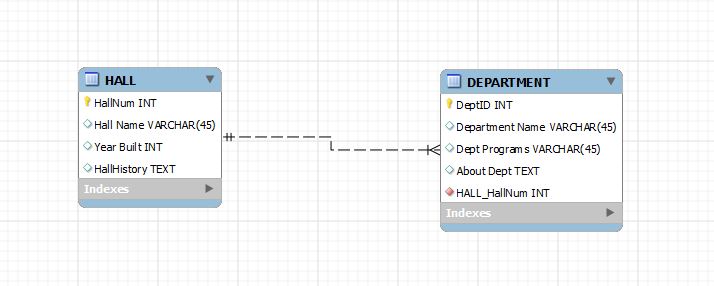 HALL
HallNum INT
Hall Name VARCHAR(45)
Year Built INT
HallHistory TEXT
Indexes
DEPARTMENT
DeptID INT
Department Name VARCHAR(45)
Dept Programs VARCHAR(45)
About Dept TEXT
HALL_HallNum INT
Indexes